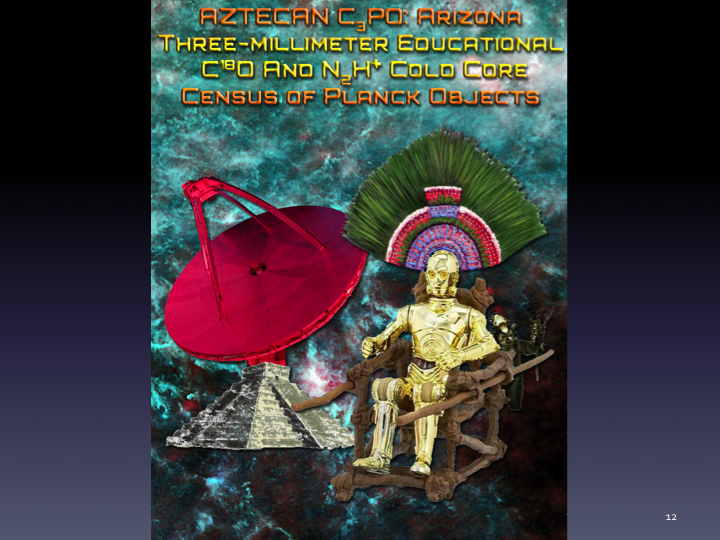 AZTECAN C₃PO: ARIZONA
THREE-MILLIMETER EDUCATIONAL
C¹⁸O AND N₂H⁺ COLD CORE
CENSUS OF PLANCK OBJECTS
12